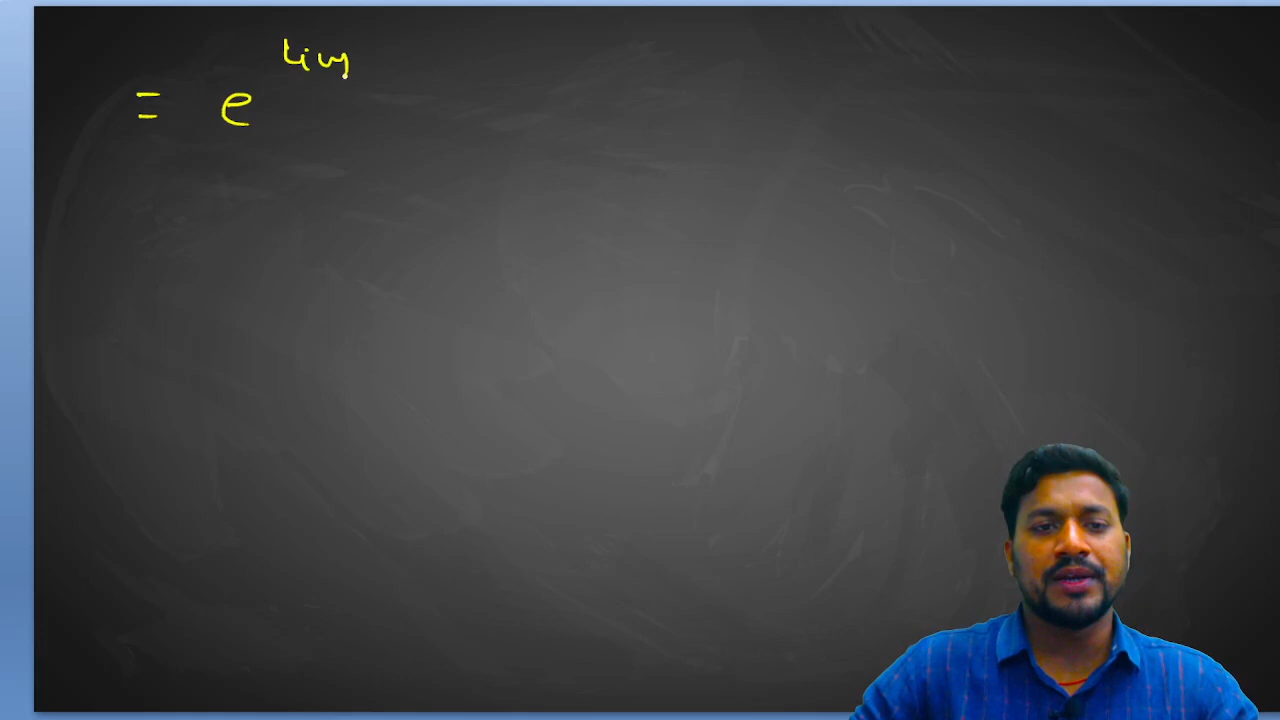 = e^lim